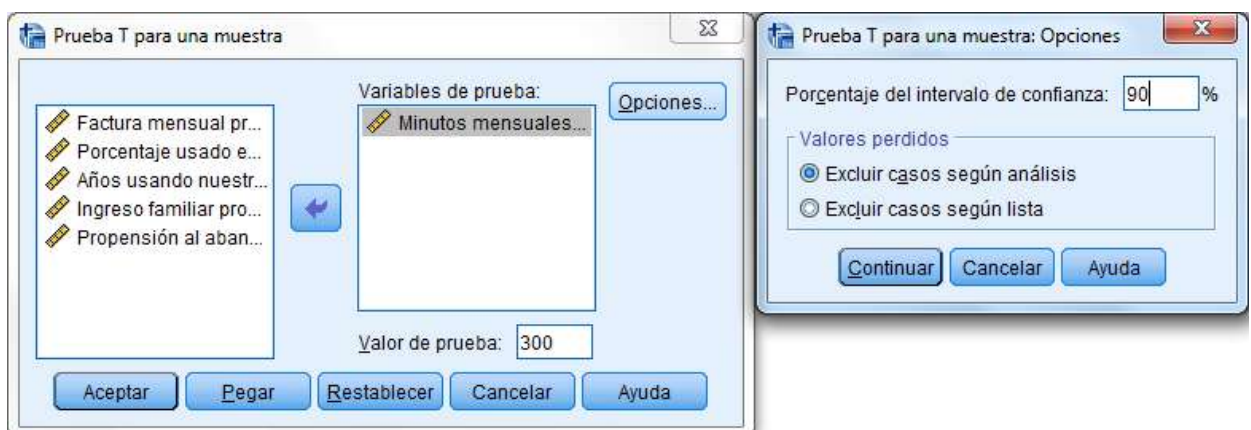 Prueba T para una muestra
Variables de prueba:
Opciones...
Factura mensual pr...
Porcentaje usado e...
Años usando nuestr...
Ingreso familiar pro...
Propensión al aban...
Minutos mensuales...
Valor de prueba: 300
Aceptar Pegar Restablecer Cancelar Ayuda
Prueba T para una muestra: Opciones
Porcentaje del intervalo de confianza: 90 %
Valores perdidos
Excluir casos según análisis
Excluir casos según lista
Continuar Cancelar Ayuda